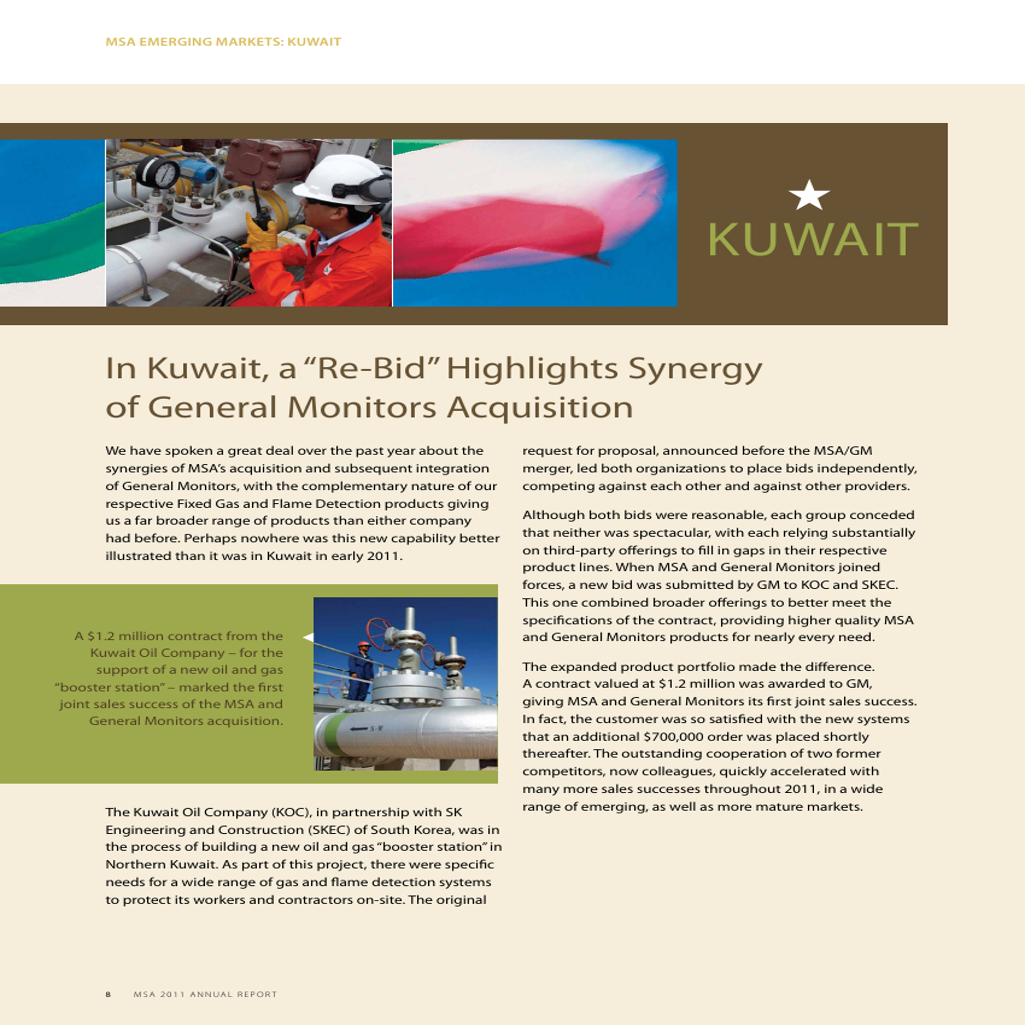 MSA EMERGING MARKETS: KUWAIT
KUWAIT
In Kuwait, a “Re-Bid” Highlights Synergy
of General Monitors Acquisition
We have spoken a great deal over the past year about the
synergies of MSA’s acquisition and subsequent integration
of General Monitors, with the complementary nature of our
respective Fixed Gas and Flame Detection products giving
us a far broader range of products than either company
had before. Perhaps nowhere was this new capability better
illustrated than it was in Kuwait in early 2011.
A $1.2 million contract from the
Kuwait Oil Company – for the
support of a new oil and gas
“booster station” – marked the first
joint sales success of the MSA and
General Monitors acquisition.
The Kuwait Oil Company (KOC), in partnership with SK
Engineering and Construction (SKEC) of South Korea, was in
the process of building a new oil and gas “booster station” in
Northern Kuwait. As part of this project, there were specific
needs for a wide range of gas and flame detection systems
to protect its workers and contractors on-site. The original
request for proposal, announced before the MSA/GM
merger, led both organizations to place bids independently,
competing against each other and against other providers.
Although both bids were reasonable, each group conceded
that neither was spectacular, with each relying substantially
on third-party offerings to fill in gaps in their respective
product lines. When MSA and General Monitors joined
forces, a new bid was submitted by GM to KOC and SKEC.
This one combined broader offerings to better meet the
specifications of the contract, providing higher quality MSA
and General Monitors products for nearly every need.
The expanded product portfolio made the difference.
A contract valued at $1.2 million was awarded to GM,
giving MSA and General Monitors its first joint sales success.
In fact, the customer was so satisfied with the new systems
that an additional $700,000 order was placed shortly
thereafter. The outstanding cooperation of two former
competitors, now colleagues, quickly accelerated with
many more sales successes throughout 2011, in a wide
range of emerging, as well as more mature markets.
8 MSA 2011 ANNUAL REPORT